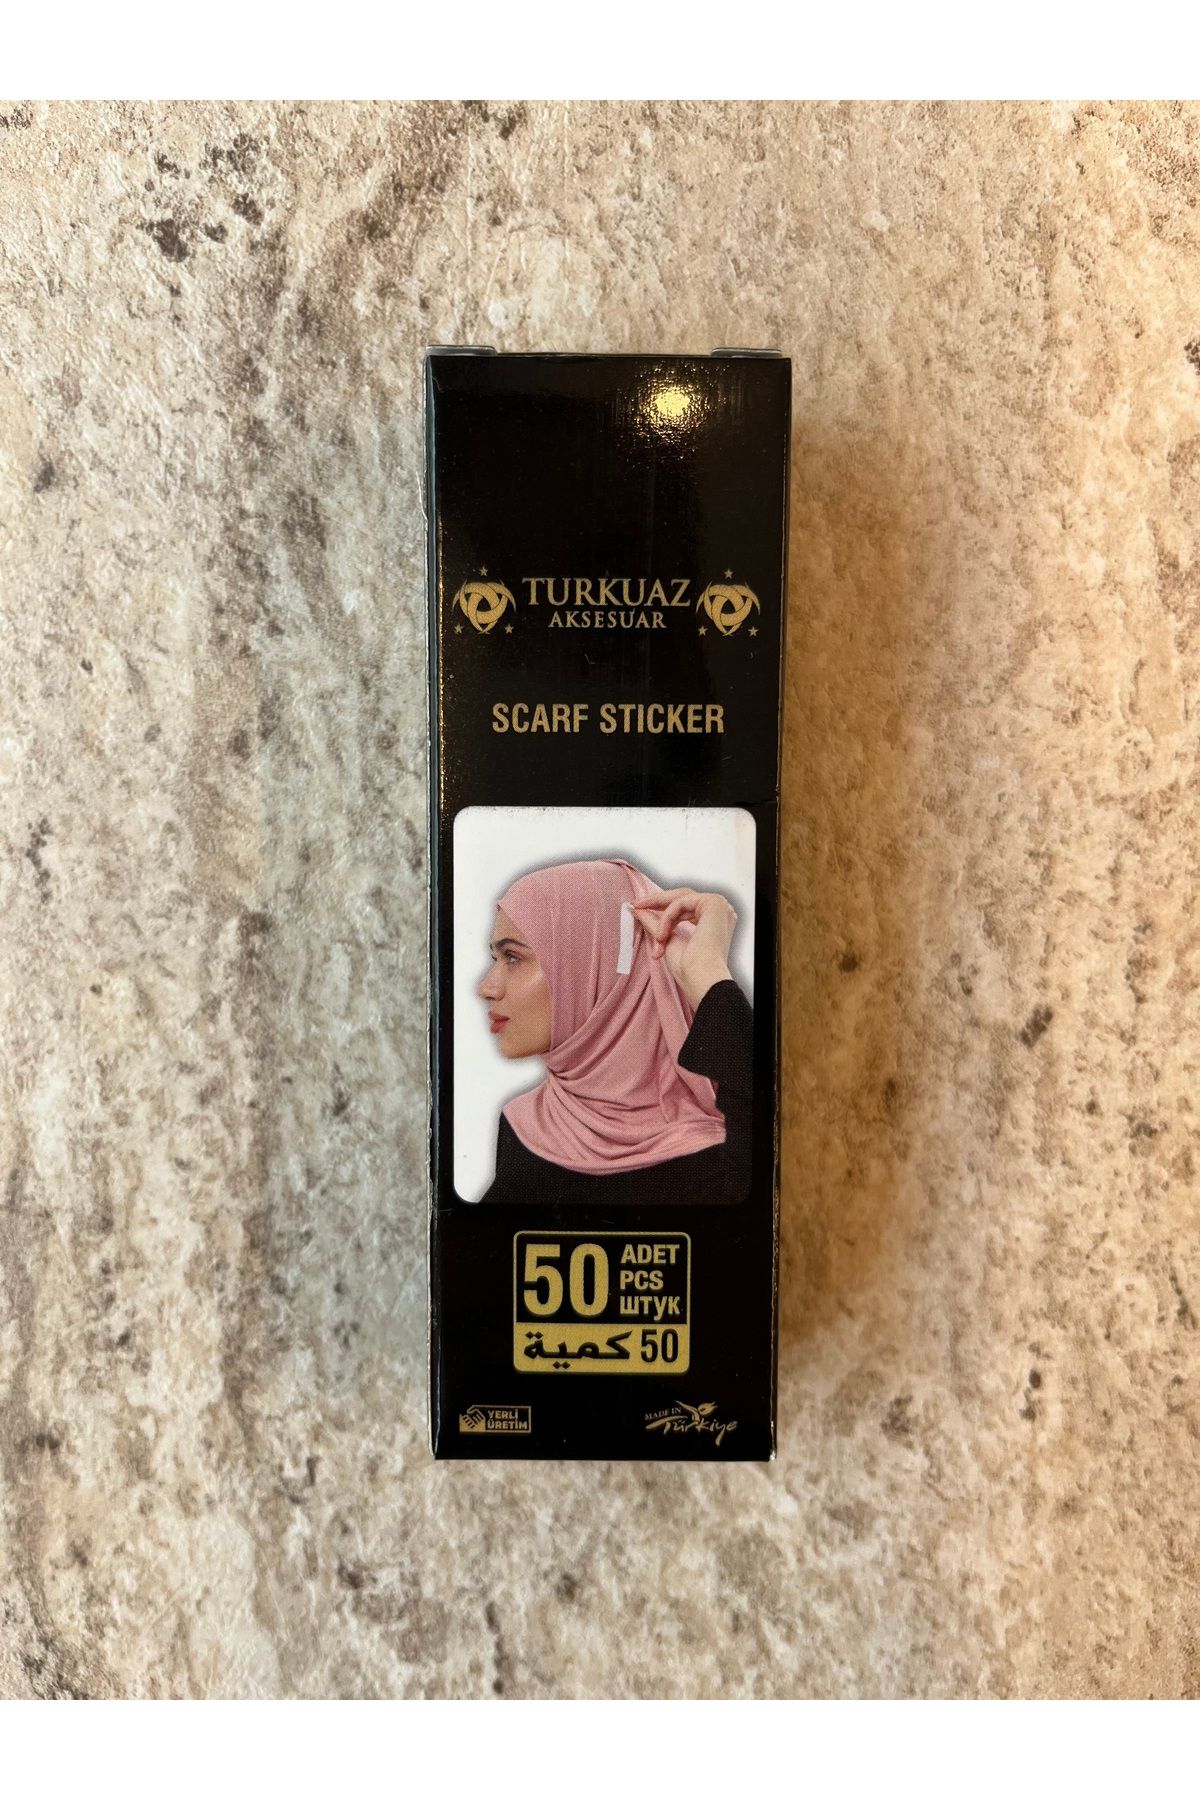 TURKUAZ
AKSESUAR
SCARF STICKER
50 ADET
PCS
ШТУК
50 كمية
YERLİ
ÜRETİM
MADE IN
Türkiye